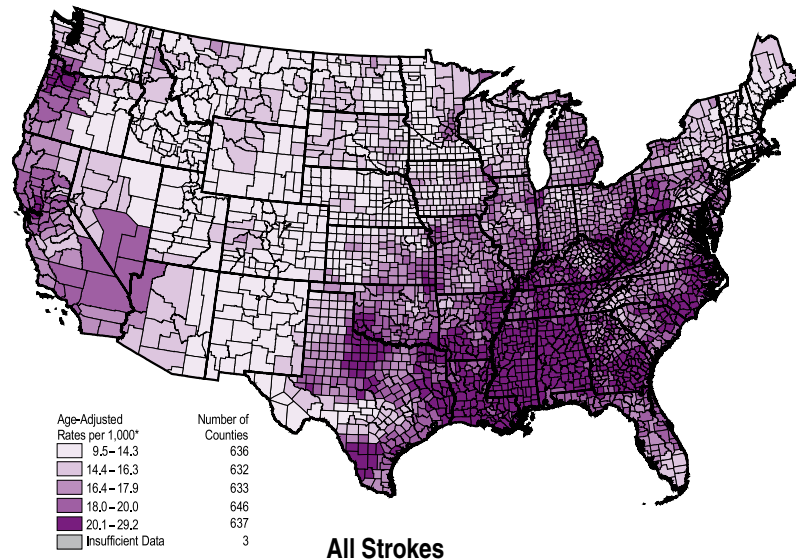 Age-Adjusted Number of
Rates per 1,000* Counties
9.5–14.3 636
14.4–16.3 632
16.4–17.9 633
18.0–20.0 646
20.1–29.2 637
Insufficient Data 3
All Strokes